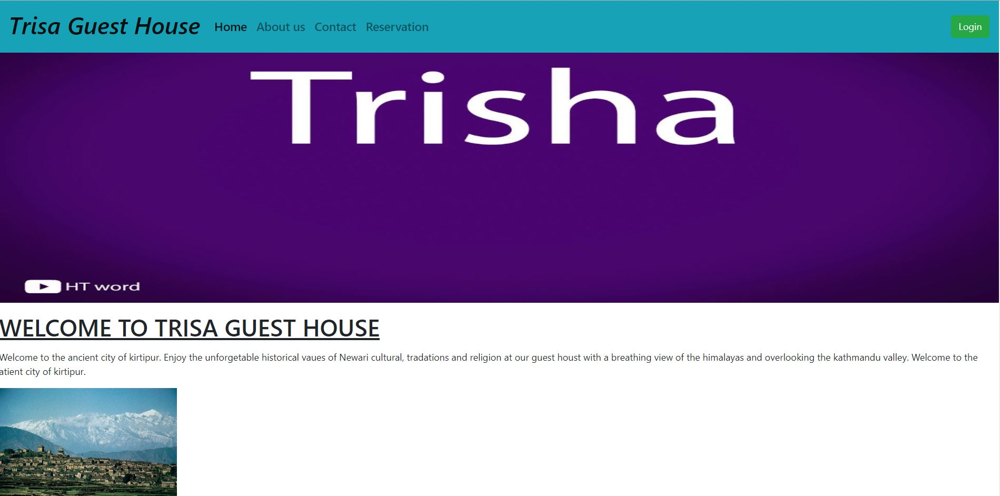 Trisa Guest House
Home About us Contact Reservation
Login
Trisha
HT word
WELCOME TO TRISA GUEST HOUSE
Welcome to the ancient city of kirtipur. Enjoy the unforgetable historical vaues of Newari cultural, tradations and religion at our guest houst with a breathing view of the himalayas and overlooking the kathmandu valley. Welcome to the
atient city of kirtipur.